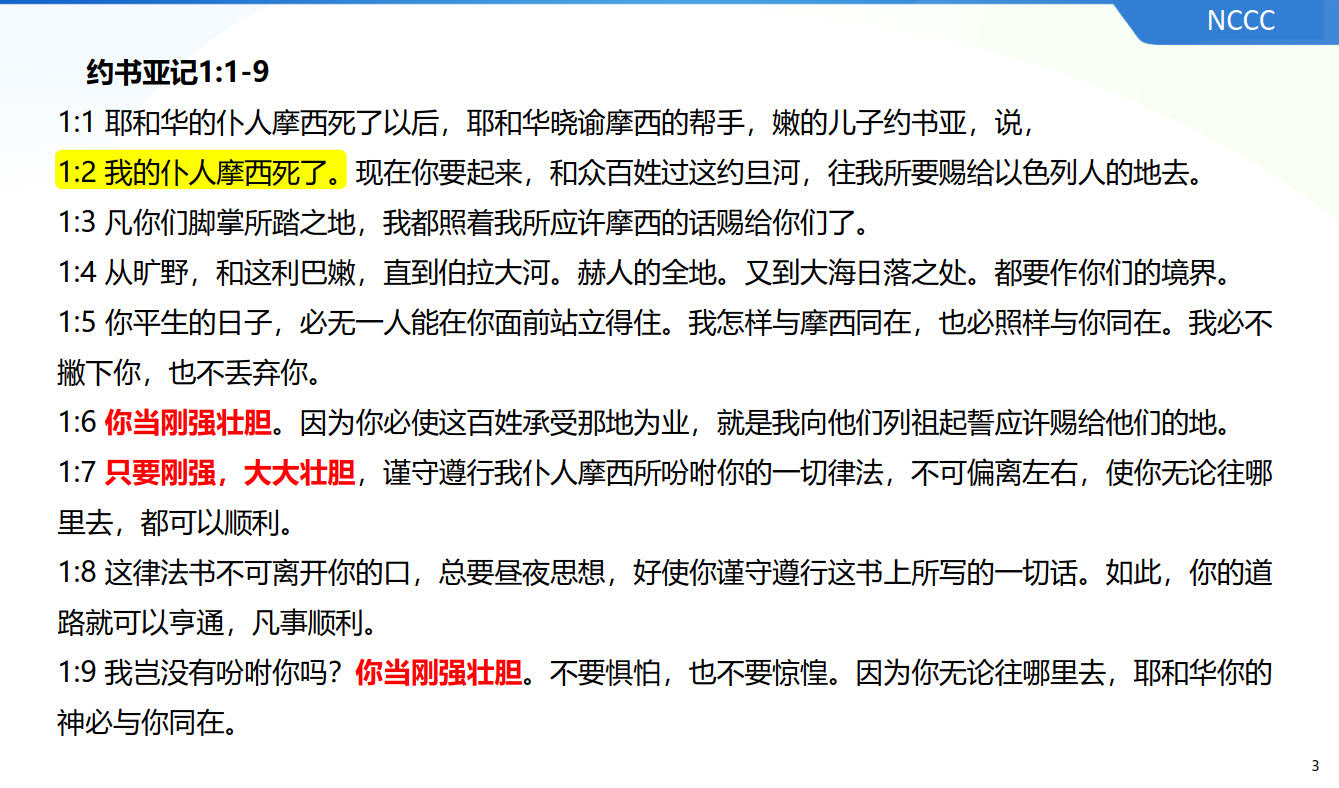 NCCC
约书亚记1:1-9
1:1 耶和华的仆人摩西死了以后，耶和华晓谕摩西的帮手，嫩的儿子约书亚，说，
1:2 我的仆人摩西死了。现在你要起来，和众百姓过这约旦河，往我所要赐给以色列人的地去。
1:3 凡你们脚掌所踏之地，我都照着我所应许摩西的话赐给你们了。
1:4 从旷野，和这利巴嫩，直到伯拉大河。赫人的全地。又到大海日落之处。都要作你们的境界。
1:5 你平生的日子，必无一人能在你面前站立得住。我怎样与摩西同在，也必照样与你同在。我必不
撇下你，也不丢弃你。
1:6 你当刚强壮胆。因为你必使这百姓承受那地为业，就是我向他们列祖起誓应许赐给他们的地。
1:7 只要刚强，大大壮胆，谨守遵行我仆人摩西所吩咐你的一切律法，不可偏离左右，使你无论往哪
里去，都可以顺利。
1:8 这律法书不可离开你的口，总要昼夜思想，好使你谨守遵行这书上所写的一切话。如此，你的道
路就可以亨通，凡事顺利。
1:9 我岂没有吩咐你吗？你当刚强壮胆。不要惧怕，也不要惊惶。因为你无论往哪里去，耶和华你的
神必与你同在。
3